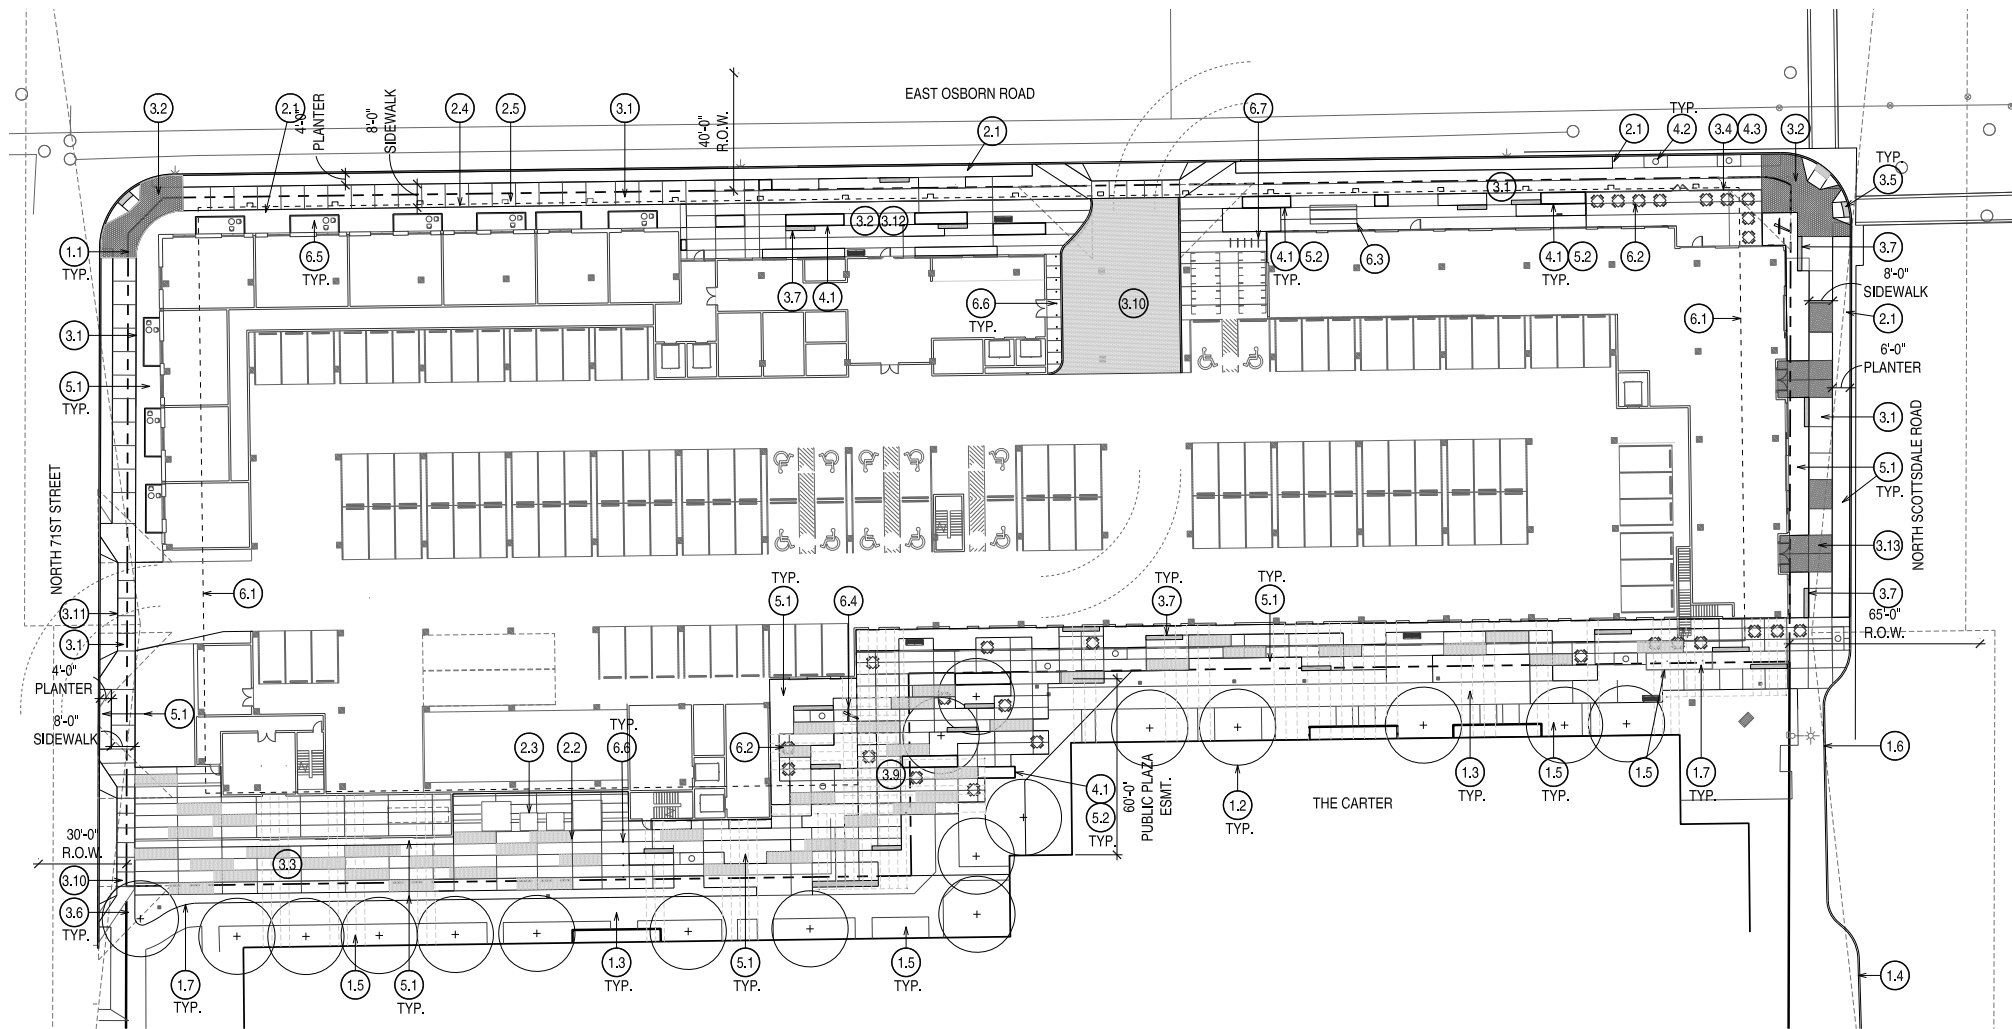 EAST OSBORN ROAD
3.2
2.1
4'-0"
PLANTER
8'-0"
SIDEWALK
2.4
2.5
3.1
40'-0"
R.O.W.
2.1
6.7
2.1
TYP.
4.2
3.4
4.3
3.2
TYP.
3.5
1.1
TYP.
6.5
TYP.
3.2
3.12
3.7
4.1
6.6
TYP.
3.10
4.1
5.2
TYP.
6.3
3.1
4.1
5.2
TYP.
6.2
3.7
8'-0"
SIDEWALK
2.1
6.1
6'-0"
PLANTER
3.1
5.1
TYP.
3.1
5.1
TYP.
NORTH 71ST STREET
NORTH SCOTTSDALE ROAD
3.13
3.7
65'-0"
R.O.W.
3.11
3.1
6.1
4'-0"
PLANTER
5.1
8'-0"
SIDEWALK
TYP.
5.1
6.4
TYP.
3.7
TYP.
5.1
2.3
2.2
TYP.
6.6
6.2
3.9
4.1
5.2
TYP.
60'-0"
PUBLIC PLAZA
ESMT.
1.2
TYP.
THE CARTER
1.3
TYP.
1.5
TYP.
1.5
1.7
TYP.
1.6
30'-0"
R.O.W.
3.3
3.10
3.6
TYP.
1.7
TYP.
1.5
5.1
TYP.
1.3
TYP.
5.1
TYP.
1.5
TYP.
1.4